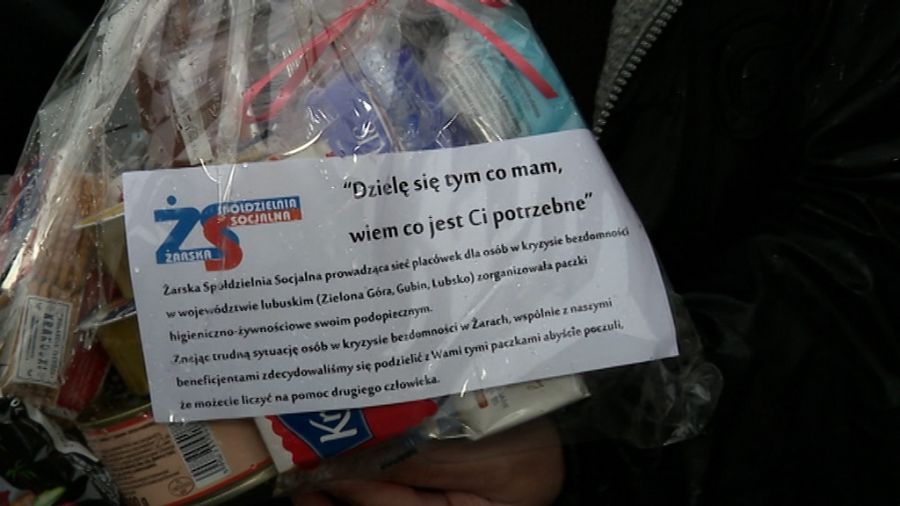 SPÓŁDZIELNIA
SOCJALNA
ŻS
ŻARSKA
“Dzielę się tym co mam,
wiem co jest Ci potrzebne”
Żarska Spółdzielnia Socjalna prowadząca sieć placówek dla osób w kryzysie bezdomności
w województwie lubuskim (Zielona Góra, Gubin, Lubsko) zorganizowała paczki
higieniczno-żywnościowe swoim podopiecznym.
Znając trudną sytuację osób w kryzysie bezdomności w Żarach, wspólnie z naszymi
beneficjentami zdecydowaliśmy się podzielić z Wami tymi paczkami abyście poczuli,
że możecie liczyć na pomoc drugiego człowieka.